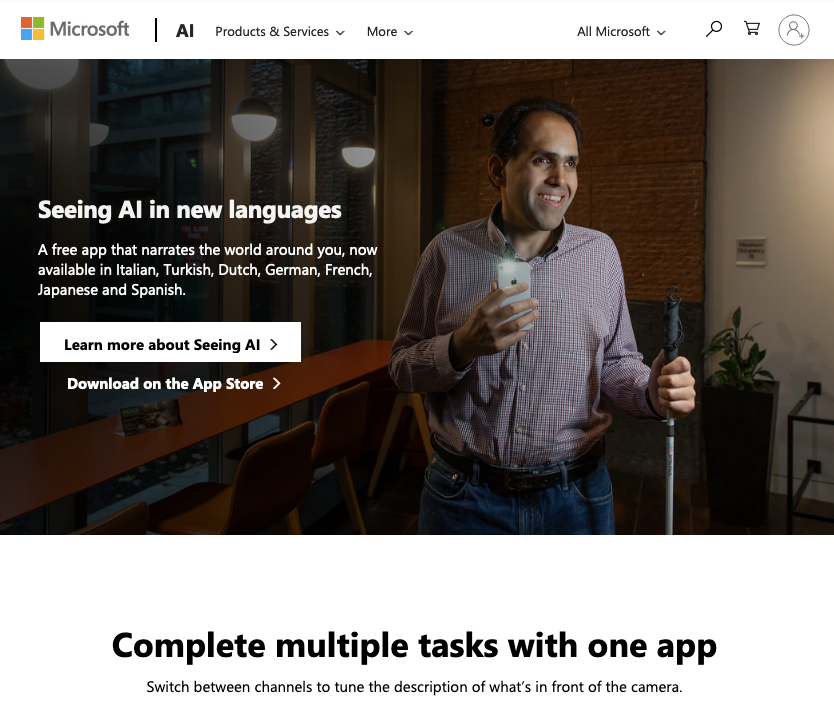 Microsoft
AI
Products & Services
More
All Microsoft
Seeing AI in new languages
A free app that narrates the world around you, now
available in Italian, Turkish, Dutch, German, French,
Japanese and Spanish.
Learn more about Seeing AI
Download on the App Store
Complete multiple tasks with one app
Switch between channels to tune the description of what's in front of the camera.